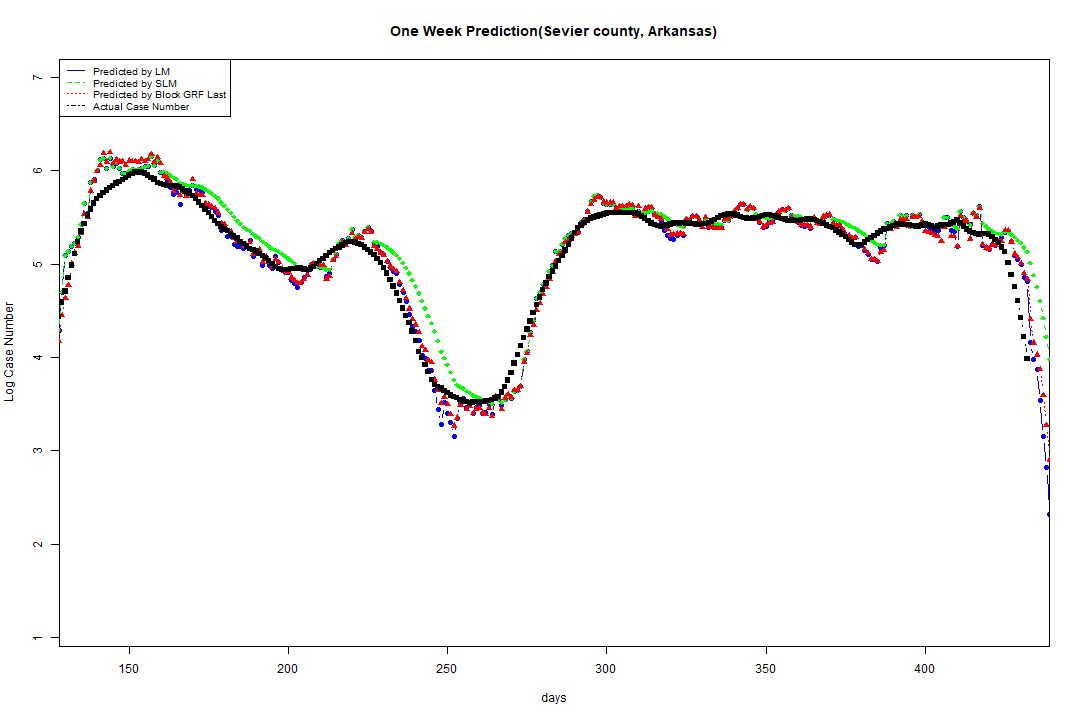 One Week Prediction(Sevier county, Arkansas)
Predicted by LM
Predicted by SLM
Predicted by Block GRF Last
Actual Case Number
7
6
5
4
3
2
1
Log Case Number
150 200 250 300 350 400
days